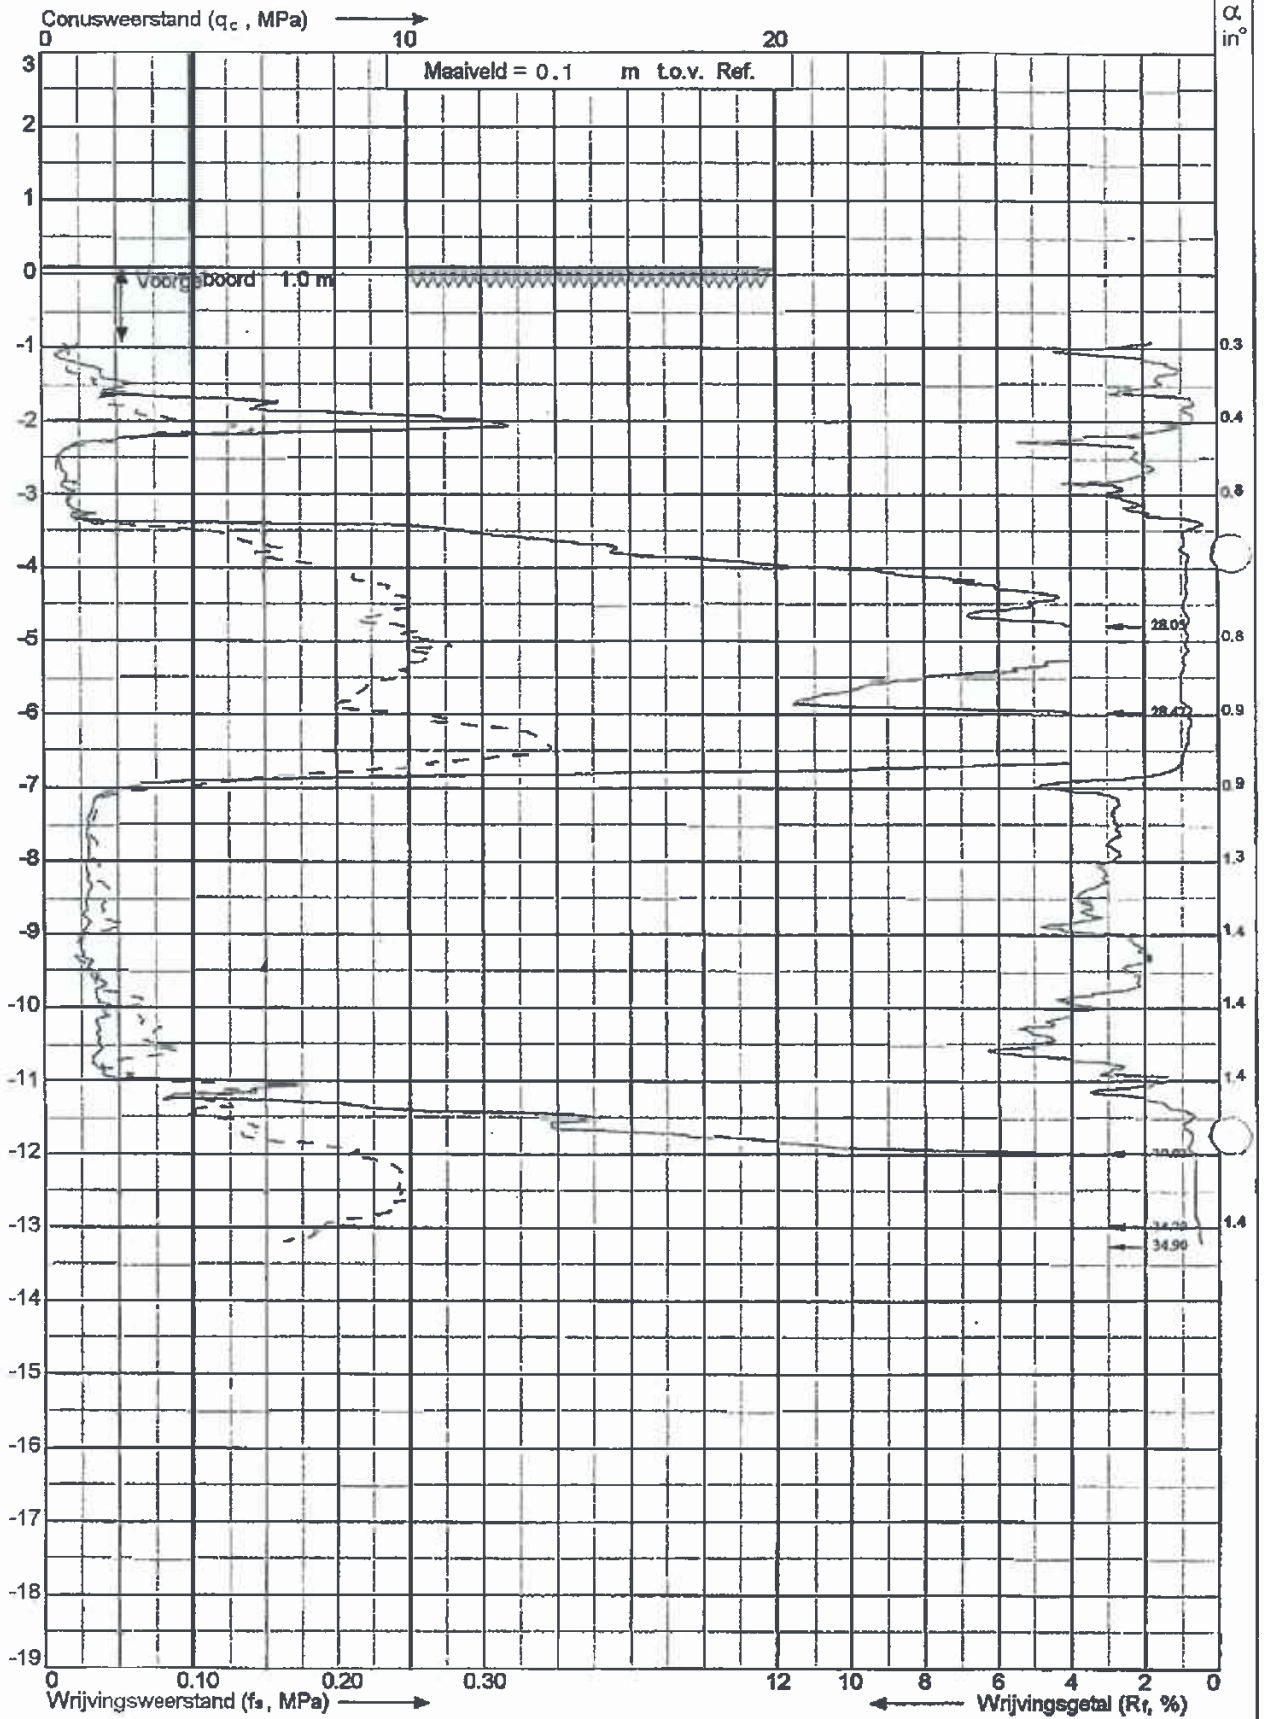 Conusweerstand (qc , MPa)
α
in°
0 10 20
Maaiveld = 0.1 m t.o.v. Ref.
3
2
1
0
Voorgeboord 1.0 m
-1 0.3
-2 0.4
-3 0.8
-4
28.05
-5 0.8
-6 28.47 0.9
-7 0.9
-8 1.3
-9 1.4
-10 1.4
-11 1.4
-12
-13 34.29 1.4
34.90
-14
-15
-16
-17
-18
-19
0 0.10 0.20 0.30 12 10 8 6 4 2 0
Wrijvingsweerstand (fs , MPa) Wrijvingsgetal (Rf, %)